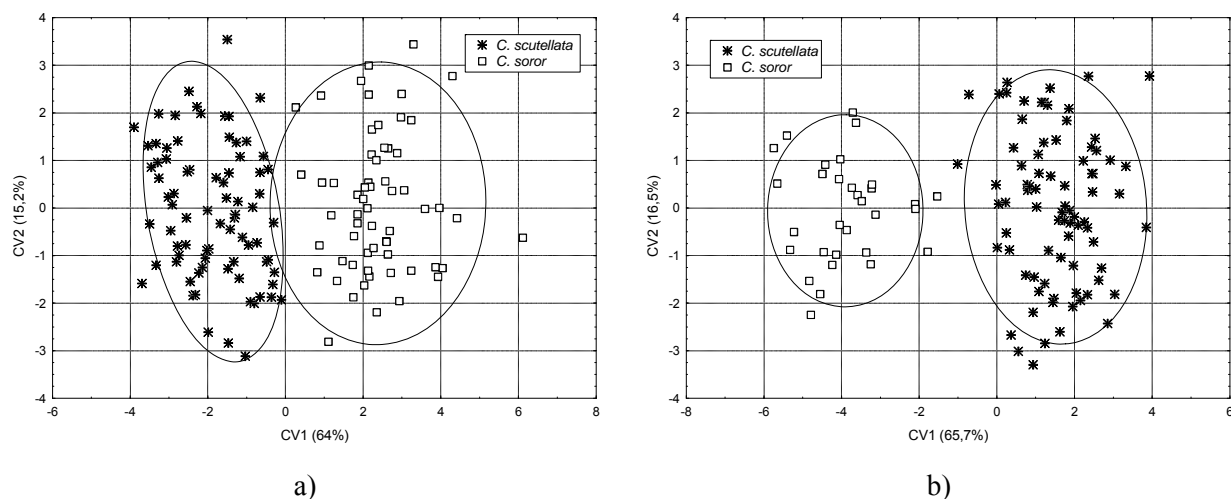 4
3
2
1
0
-1
-2
-3
-4
CV2 (15,2%)
C. scutellata
C. soror
-6 -4 -2 0 2 4 6 8
CV1 (64%)
a)
4
3
2
1
0
-1
-2
-3
-4
CV2 (16,5%)
C. scutellata
C. soror
-8 -6 -4 -2 0 2 4 6
CV1 (65,7%)
b)